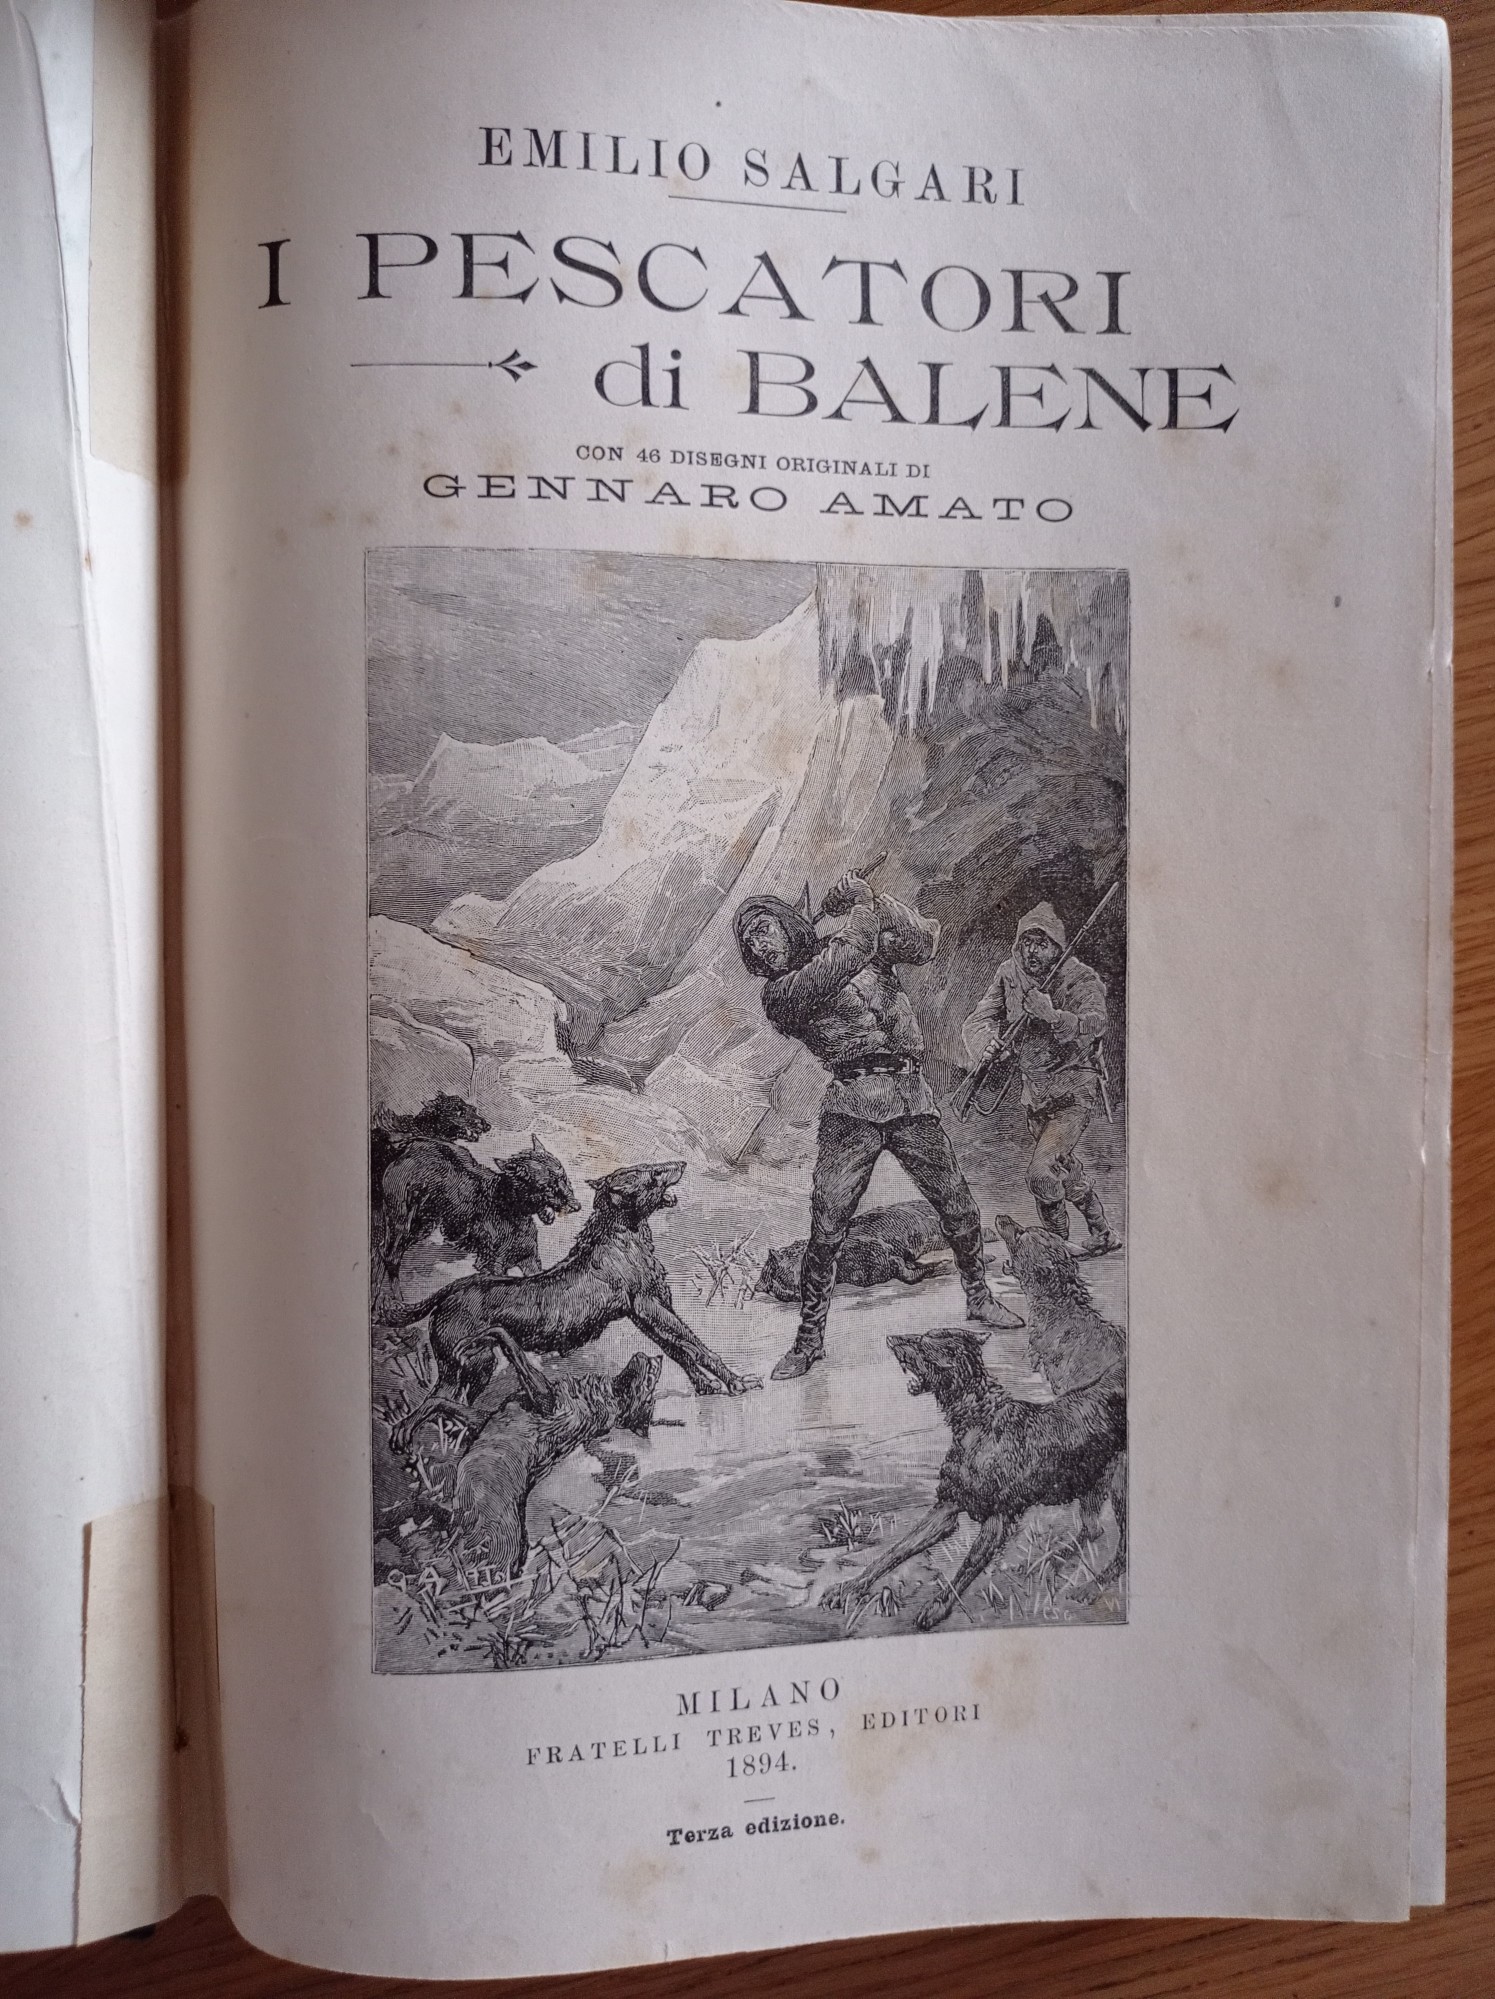 EMILIO SALGARI
I PESCATORI
di BALENE
CON 46 DISEGNI ORIGINALI DI
GENNARO AMATO
MILANO
FRATELLI TREVES, EDITORI
1894.
Terza edizione.